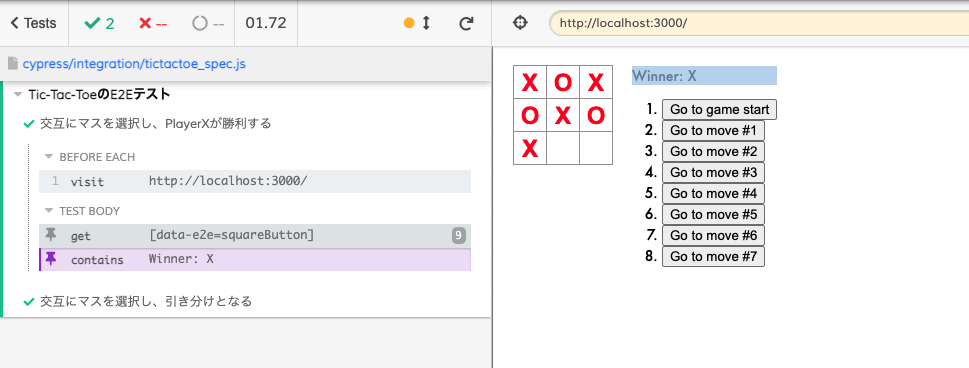 Tests 2 -- -- 01.72
cypress/integration/tictactoe_spec.js
Tic-Tac-ToeのE2Eテスト
交互にマスを選択し、PlayerXが勝利する
BEFORE EACH
1 visit http://localhost:3000/
TEST BODY
get [data-e2e=squareButton] 9
contains Winner: X
交互にマスを選択し、引き分けとなる
http://localhost:3000/
X O X
O X O
X
Winner: X
1. Go to game start
2. Go to move #1
3. Go to move #2
4. Go to move #3
5. Go to move #4
6. Go to move #5
7. Go to move #6
8. Go to move #7